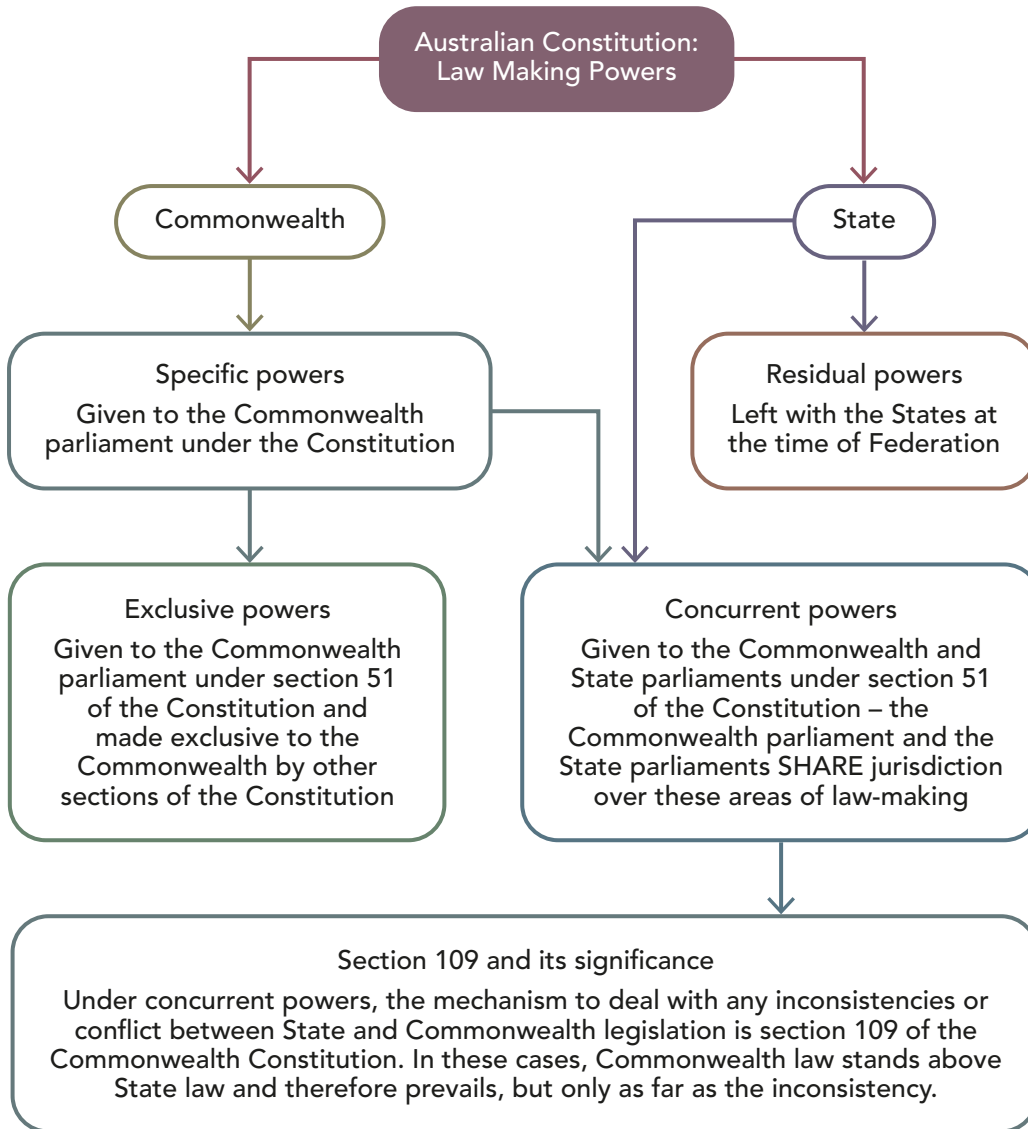 Australian Constitution:
Law Making Powers
Commonwealth
State
Specific powers
Given to the Commonwealth
parliament under the Constitution
Residual powers
Left with the States at
the time of Federation
Exclusive powers
Given to the Commonwealth
parliament under section 51
of the Constitution and
made exclusive to the
Commonwealth by other
sections of the Constitution
Concurrent powers
Given to the Commonwealth and
State parliaments under section 51
of the Constitution – the
Commonwealth parliament and the
State parliaments SHARE jurisdiction
over these areas of law-making
Section 109 and its significance
Under concurrent powers, the mechanism to deal with any inconsistencies or
conflict between State and Commonwealth legislation is section 109 of the
Commonwealth Constitution. In these cases, Commonwealth law stands above
State law and therefore prevails, but only as far as the inconsistency.